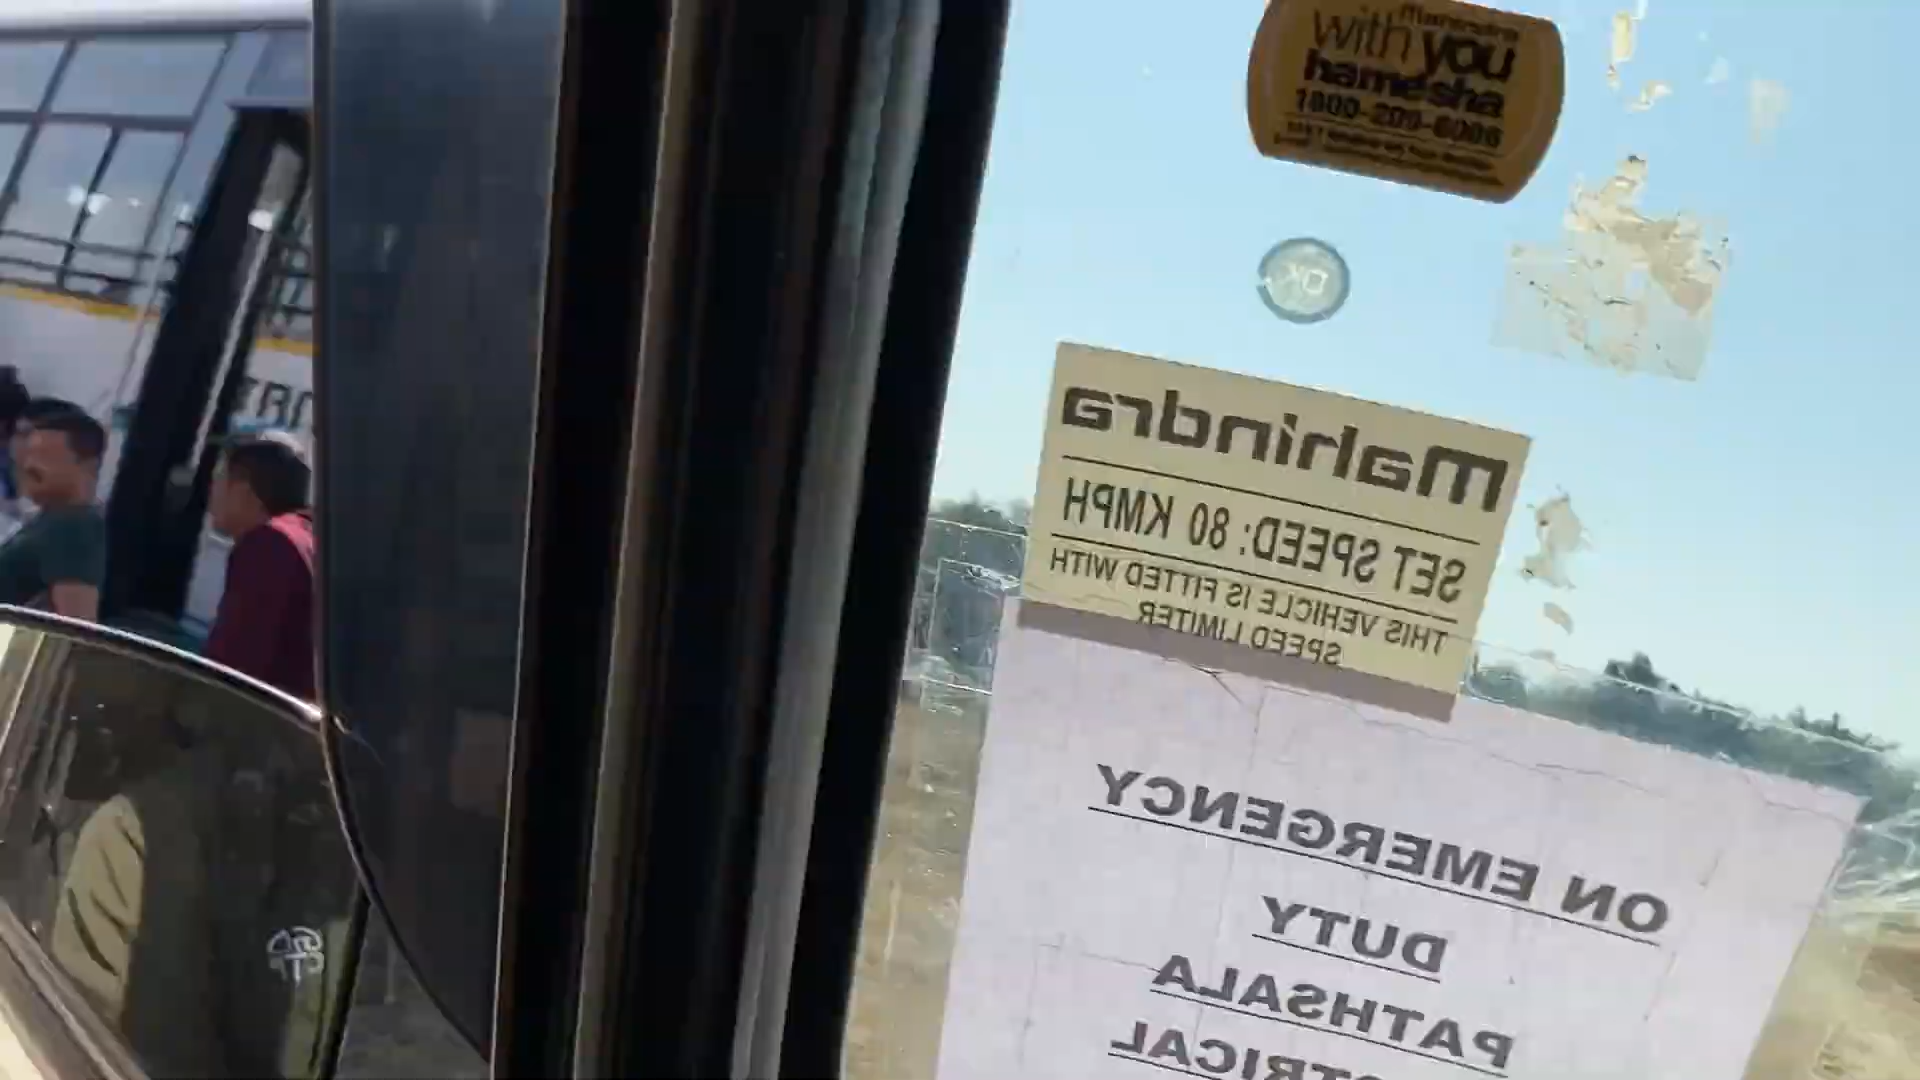 mahindra
with you
hamesha
1800-209-6006
OK
Mahindra
SET SPEED: 80 KMPH
THIS VEHICLE IS FITTED WITH
SPEED LIMITER
ON EMERGENCY
DUTY
PATHSALA